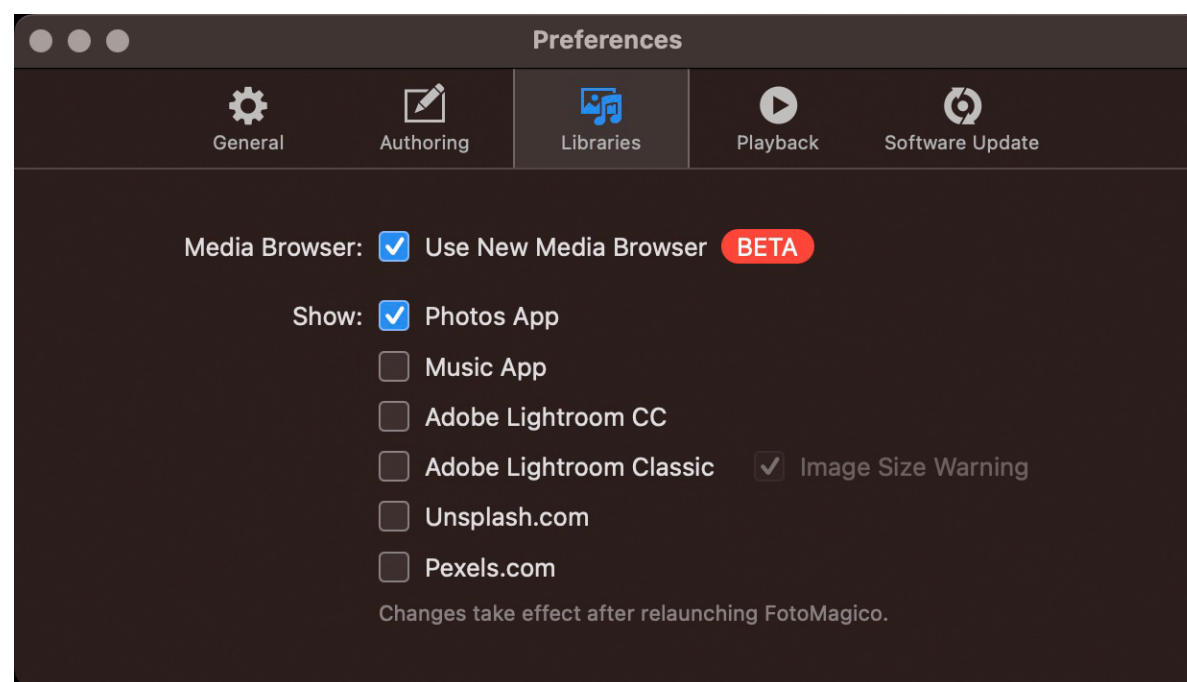 Preferences
General Authoring Libraries Playback Software Update
Media Browser: Use New Media Browser BETA
Show: Photos App
Music App
Adobe Lightroom CC
Adobe Lightroom Classic Image Size Warning
Unsplash.com
Pexels.com
Changes take effect after relaunching FotoMagico.